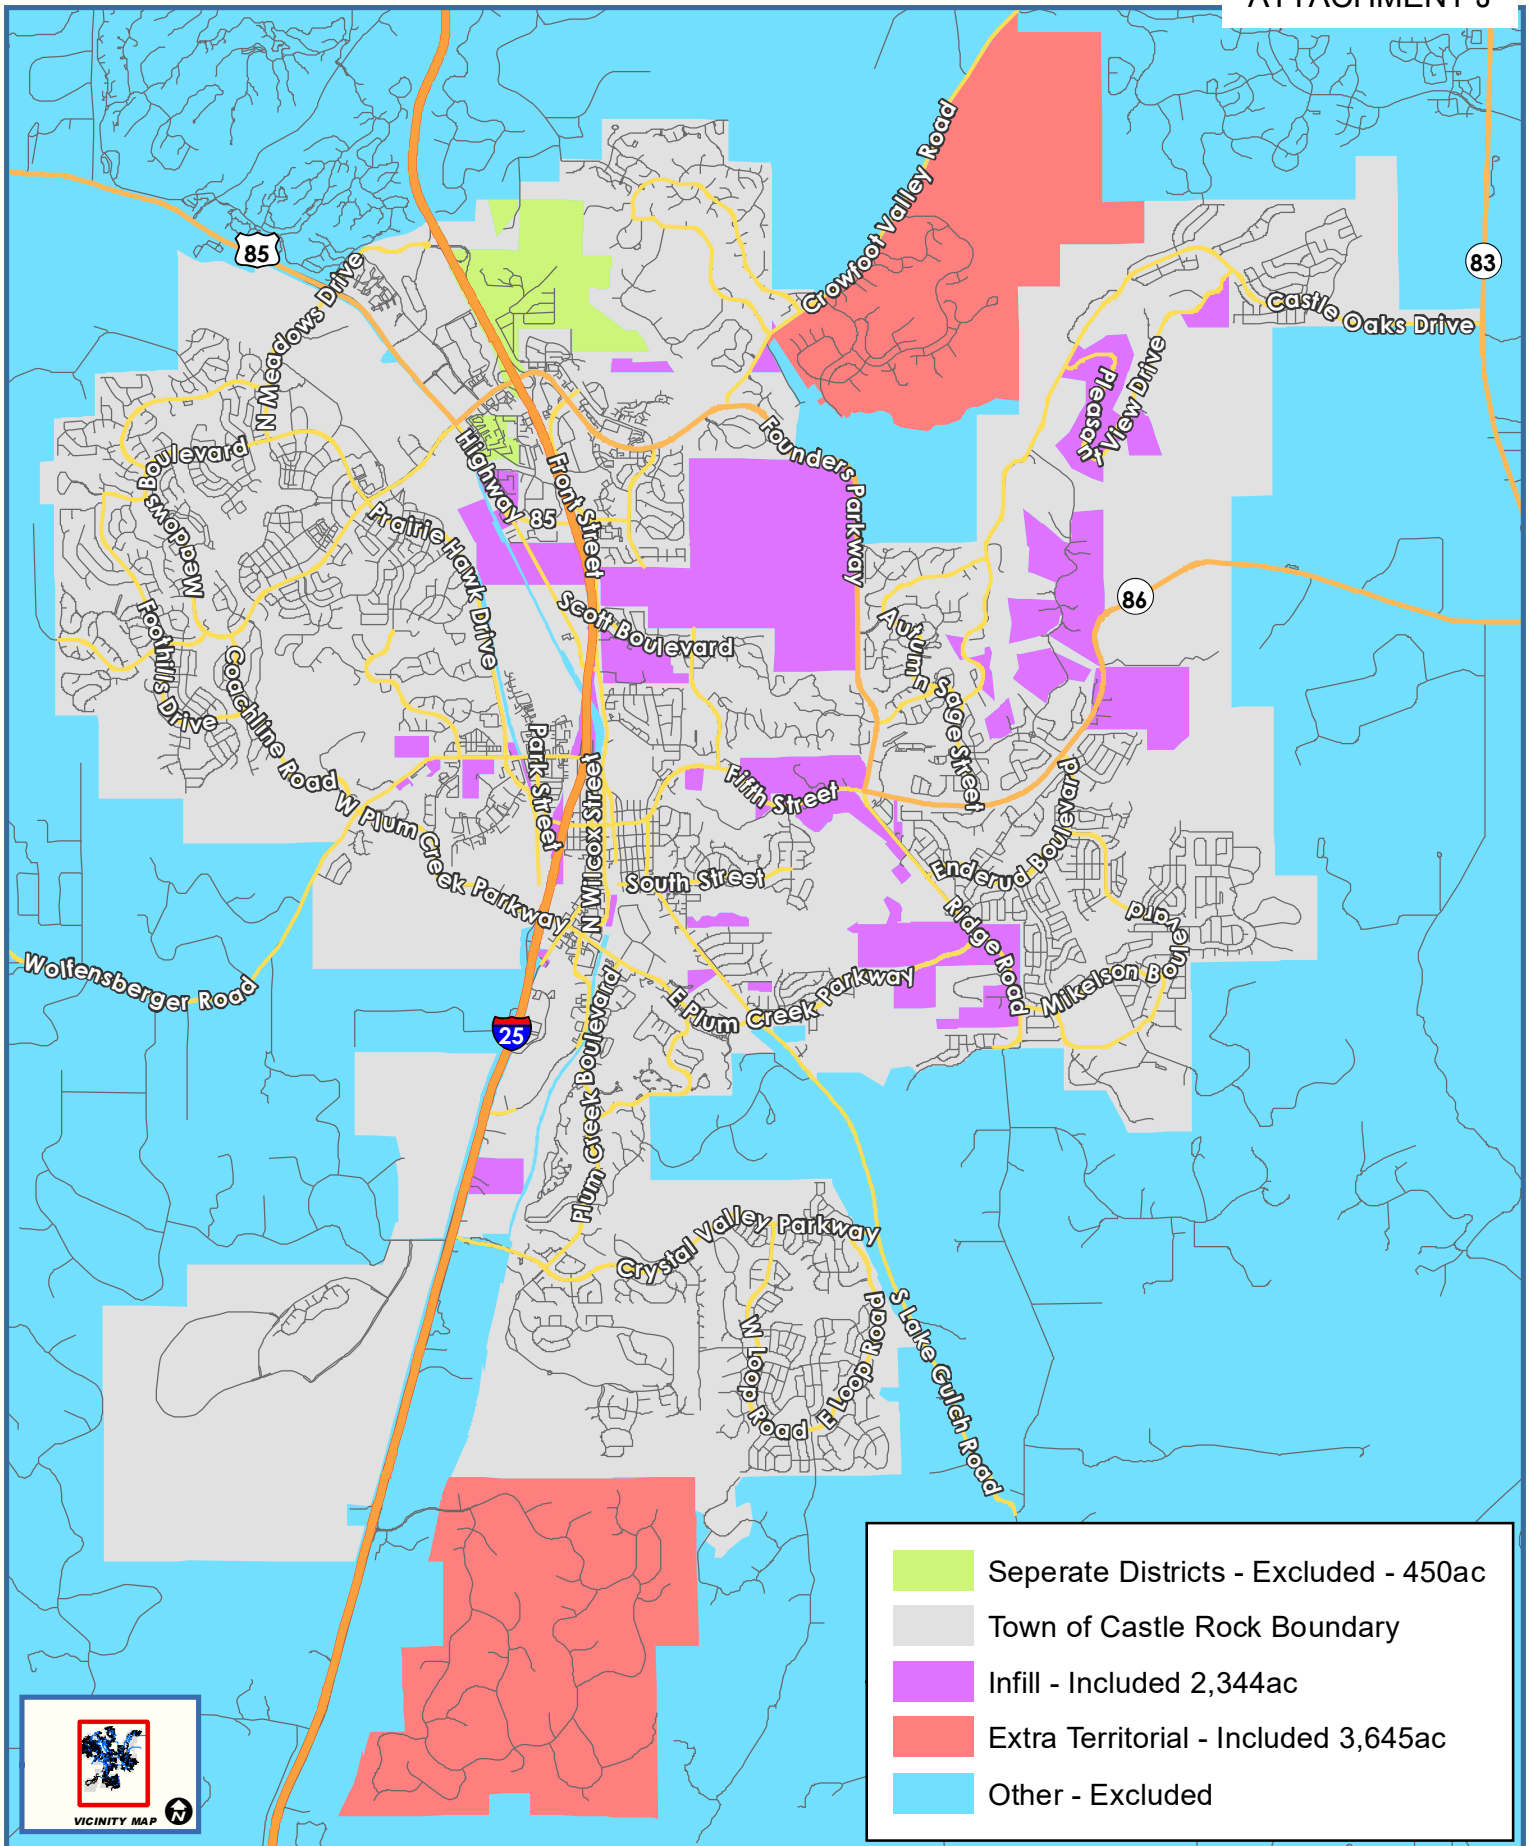 ATTACHMENT J
85
83
N Meadows Drive
Crowfoot Valley Road
Castle Oaks Drive
Pleasant View Drive
Meadows Boulevard
Highway 85
Front Street
Founders Parkway
Prairie Hawk Drive
86
Scott Boulevard
Autumn Sage Street
Foothills Drive
Coachline Road
Park Street
N Wilcox Street
Fifth Street
W Plum Creek Parkway
South Street
Enderud Boulevard
Ridge Road
Mikelson Boulevard
Wolfensberger Road
E Plum Creek Parkway
25
Plum Creek Boulevard
Crystal Valley Parkway
W Loop Road
E Loop Road
S Lake Gulch Road
Seperate Districts - Excluded - 450ac
Town of Castle Rock Boundary
Infill - Included 2,344ac
Extra Territorial - Included 3,645ac
Other - Excluded
VICINITY MAP
N